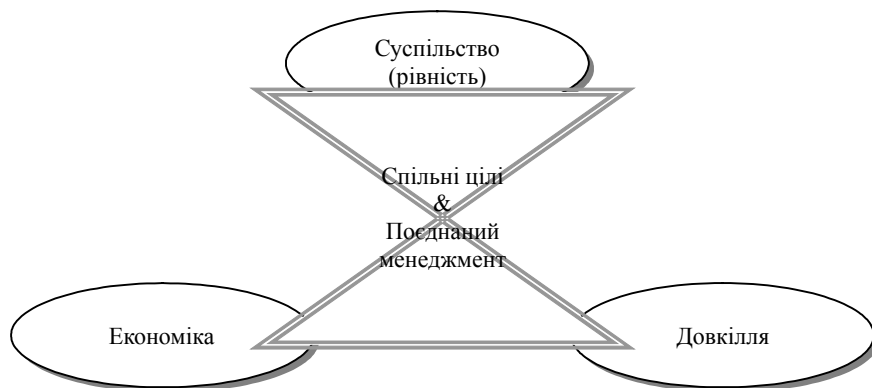 Суспільство
(рівність)
Спільні цілі
&
Поєднаний
менеджмент
Економіка
Довкілля